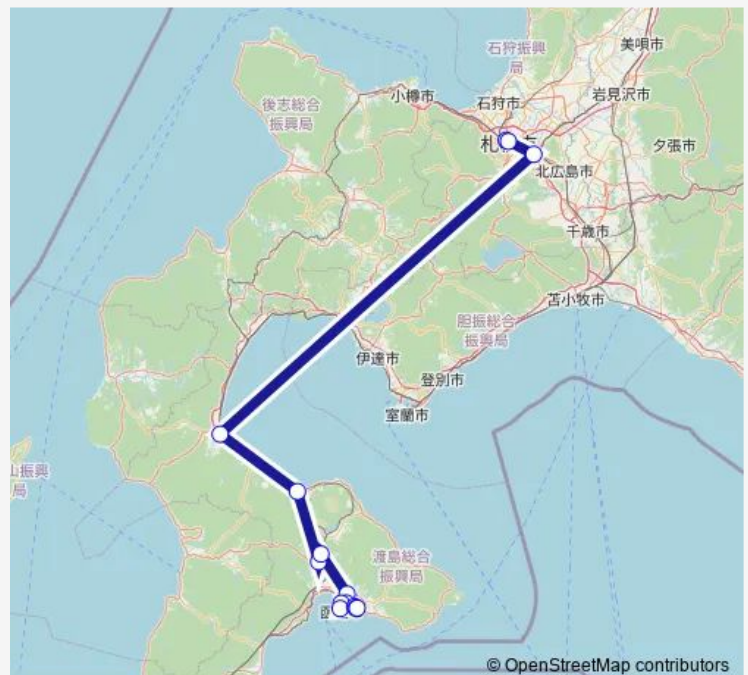 石狩振興
局
美唄市
小樽市
石狩市
岩見沢市
後志総合
振興局
札
市
夕張市
北広島市
千歳市
苫小牧市
胆振総合
振興局
伊達市
登別市
室蘭市
山振興
局
渡島総合
振興局
© OpenStreetMap contributors